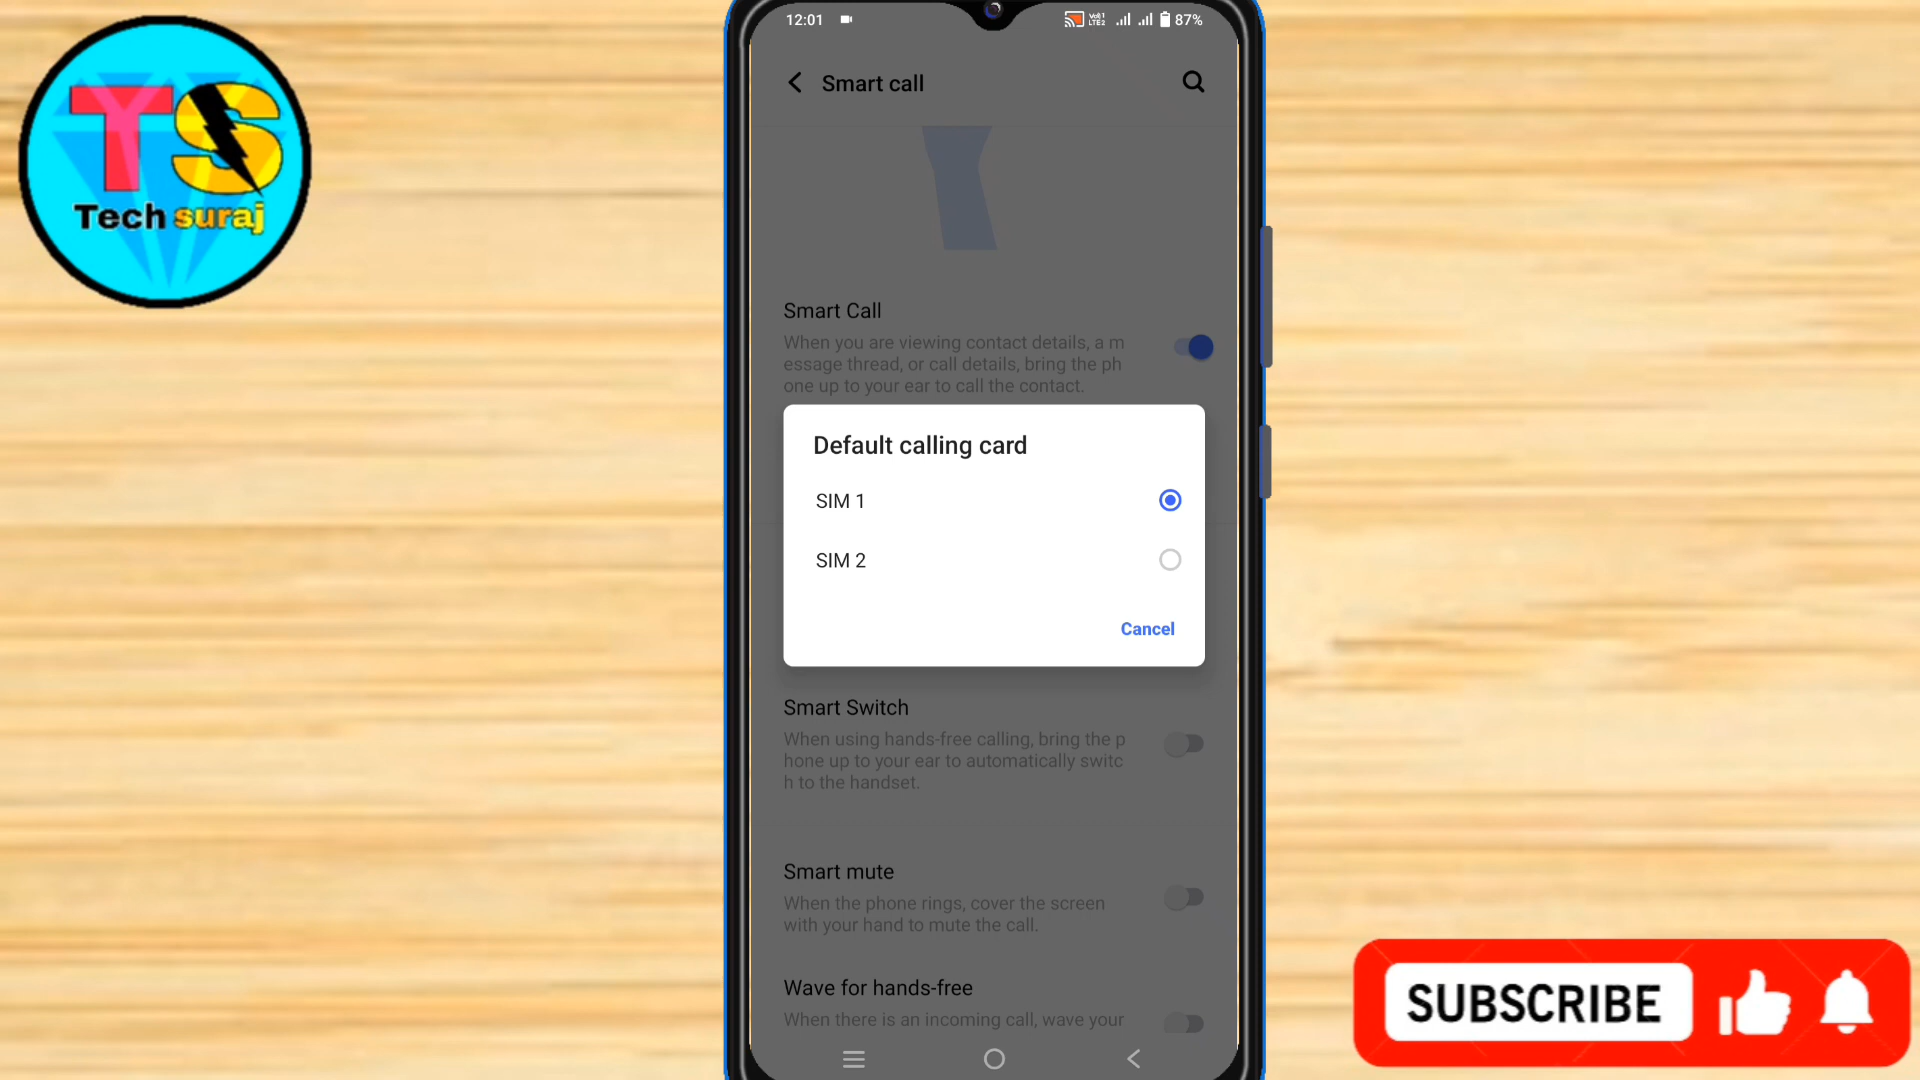 TS
Tech suraj
12:01
Vo1
LTE2
87%
Smart call
Smart Call
When you are viewing contact details, a m
essage thread, or call details, bring the ph
one up to your ear to call the contact.
Default calling card
SIM 1
SIM 2
Cancel
Smart Switch
When using hands-free calling, bring the p
hone up to your ear to automatically switc
h to the handset.
Smart mute
When the phone rings, cover the screen
with your hand to mute the call.
Wave for hands-free
When there is an incoming call, wave your
SUBSCRIBE